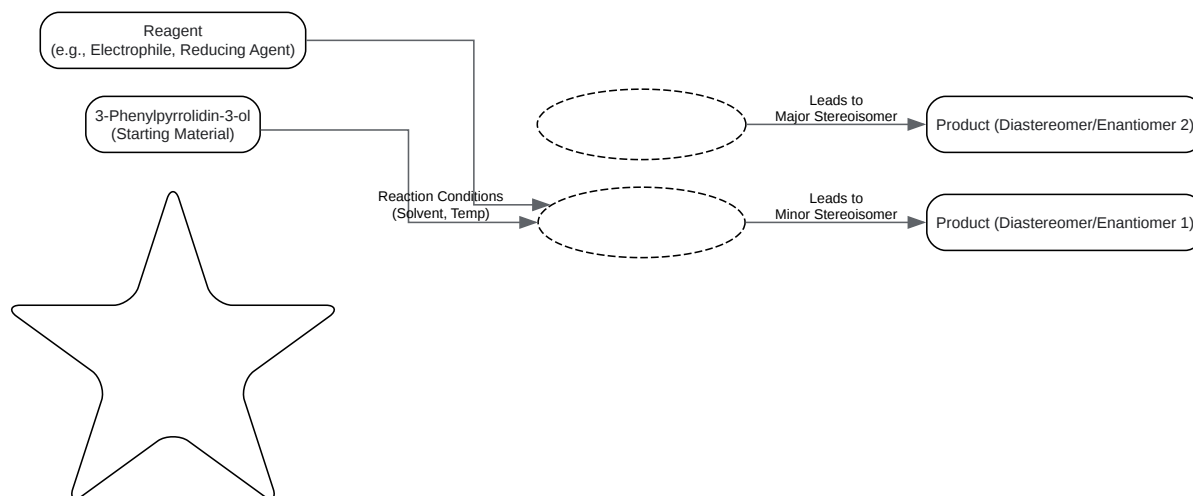 Reagent
(e.g., Electrophile, Reducing Agent)
3-Phenylpyrrolidin-3-ol
(Starting Material)
Reaction Conditions
(Solvent, Temp)
Leads to
Major Stereoisomer
Product (Diastereomer/Enantiomer 2)
Leads to
Minor Stereoisomer
Product (Diastereomer/Enantiomer 1)